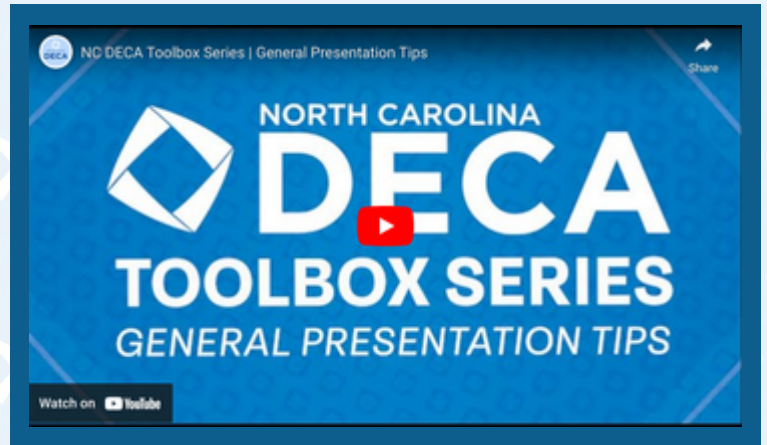 DECA
NC DECA Toolbox Series | General Presentation Tips
Share
NORTH CAROLINA
DECA
TOOLBOX SERIES
GENERAL PRESENTATION TIPS
Watch on YouTube